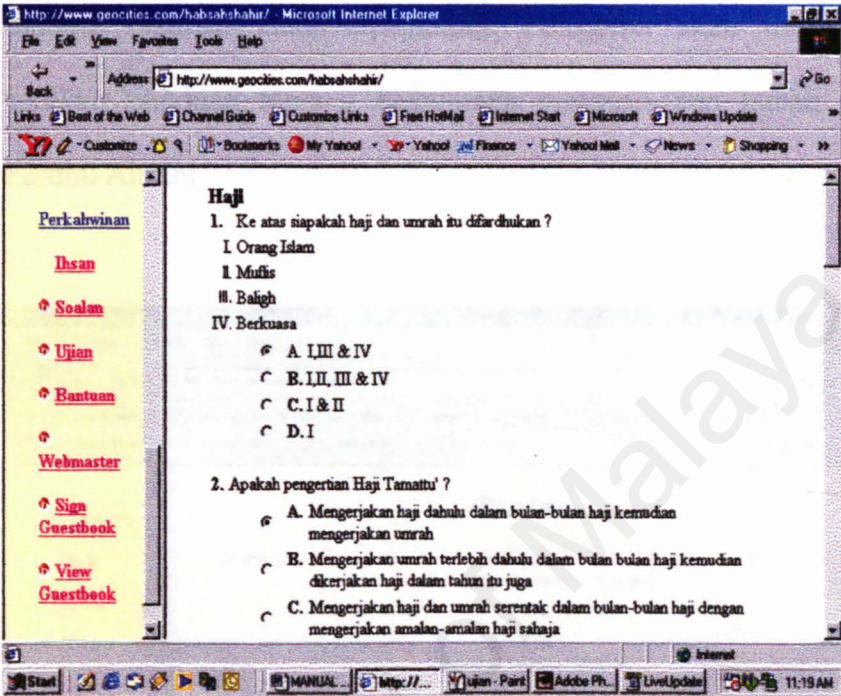 http://www.geocities.com/habsahshahir/ - Microsoft Internet Explorer
File Edit View Favorites Tools Help
Back Address http://www.geocities.com/habsahshahir/ Go
Links Best of the Web Channel Guide Customize Links Free HotMail Internet Start Microsoft Windows Update
Customize Bookmarks My Yahoo! Yahoo! Finance Yahoo! Mail News Shopping
Perkahwinan
Ihsan
Soalan
Ujian
Bantuan
Webmaster
Sign
Guestbook
View
Guestbook
Haji
1. Ke atas siapakah haji dan umrah itu difardhukan ?
I. Orang Islam
II. Muflis
III. Baligh
IV. Berkuasa
A. I,III & IV
B. I,II, III & IV
C. I & II
D. I
2. Apakah pengertian Haji Tamattu' ?
A. Mengerjakan haji dahulu dalam bulan-bulan haji kemudian
mengerjakan umrah
B. Mengerjakan umrah terlebih dahulu dalam bulan bulan haji kemudian
dikerjakan haji dalam tahun itu juga
C. Mengerjakan haji dan umrah serentak dalam bulan-bulan haji dengan
mengerjakan amalan-amalan haji sahaja
Internet
Start MANUAL ... http://... ujian - Paint Adobe Ph... LiveUpdate 11:19 AM
of Malaya